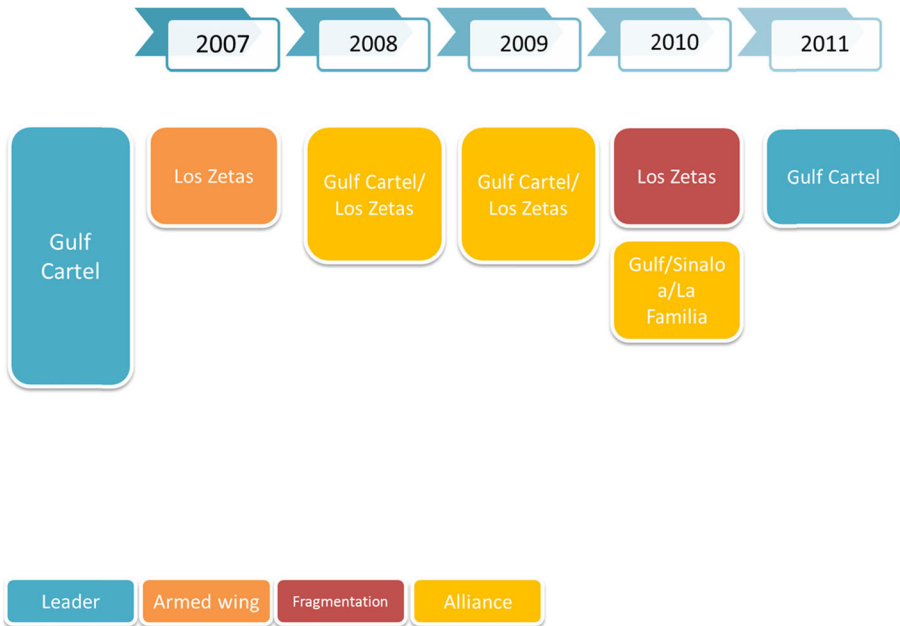 2007
2008
2009
2010
2011
Gulf
Cartel
Los Zetas
Gulf Cartel/
Los Zetas
Gulf Cartel/
Los Zetas
Los Zetas
Gulf/Sinalo
a/La
Familia
Gulf Cartel
Leader
Armed wing
Fragmentation
Alliance